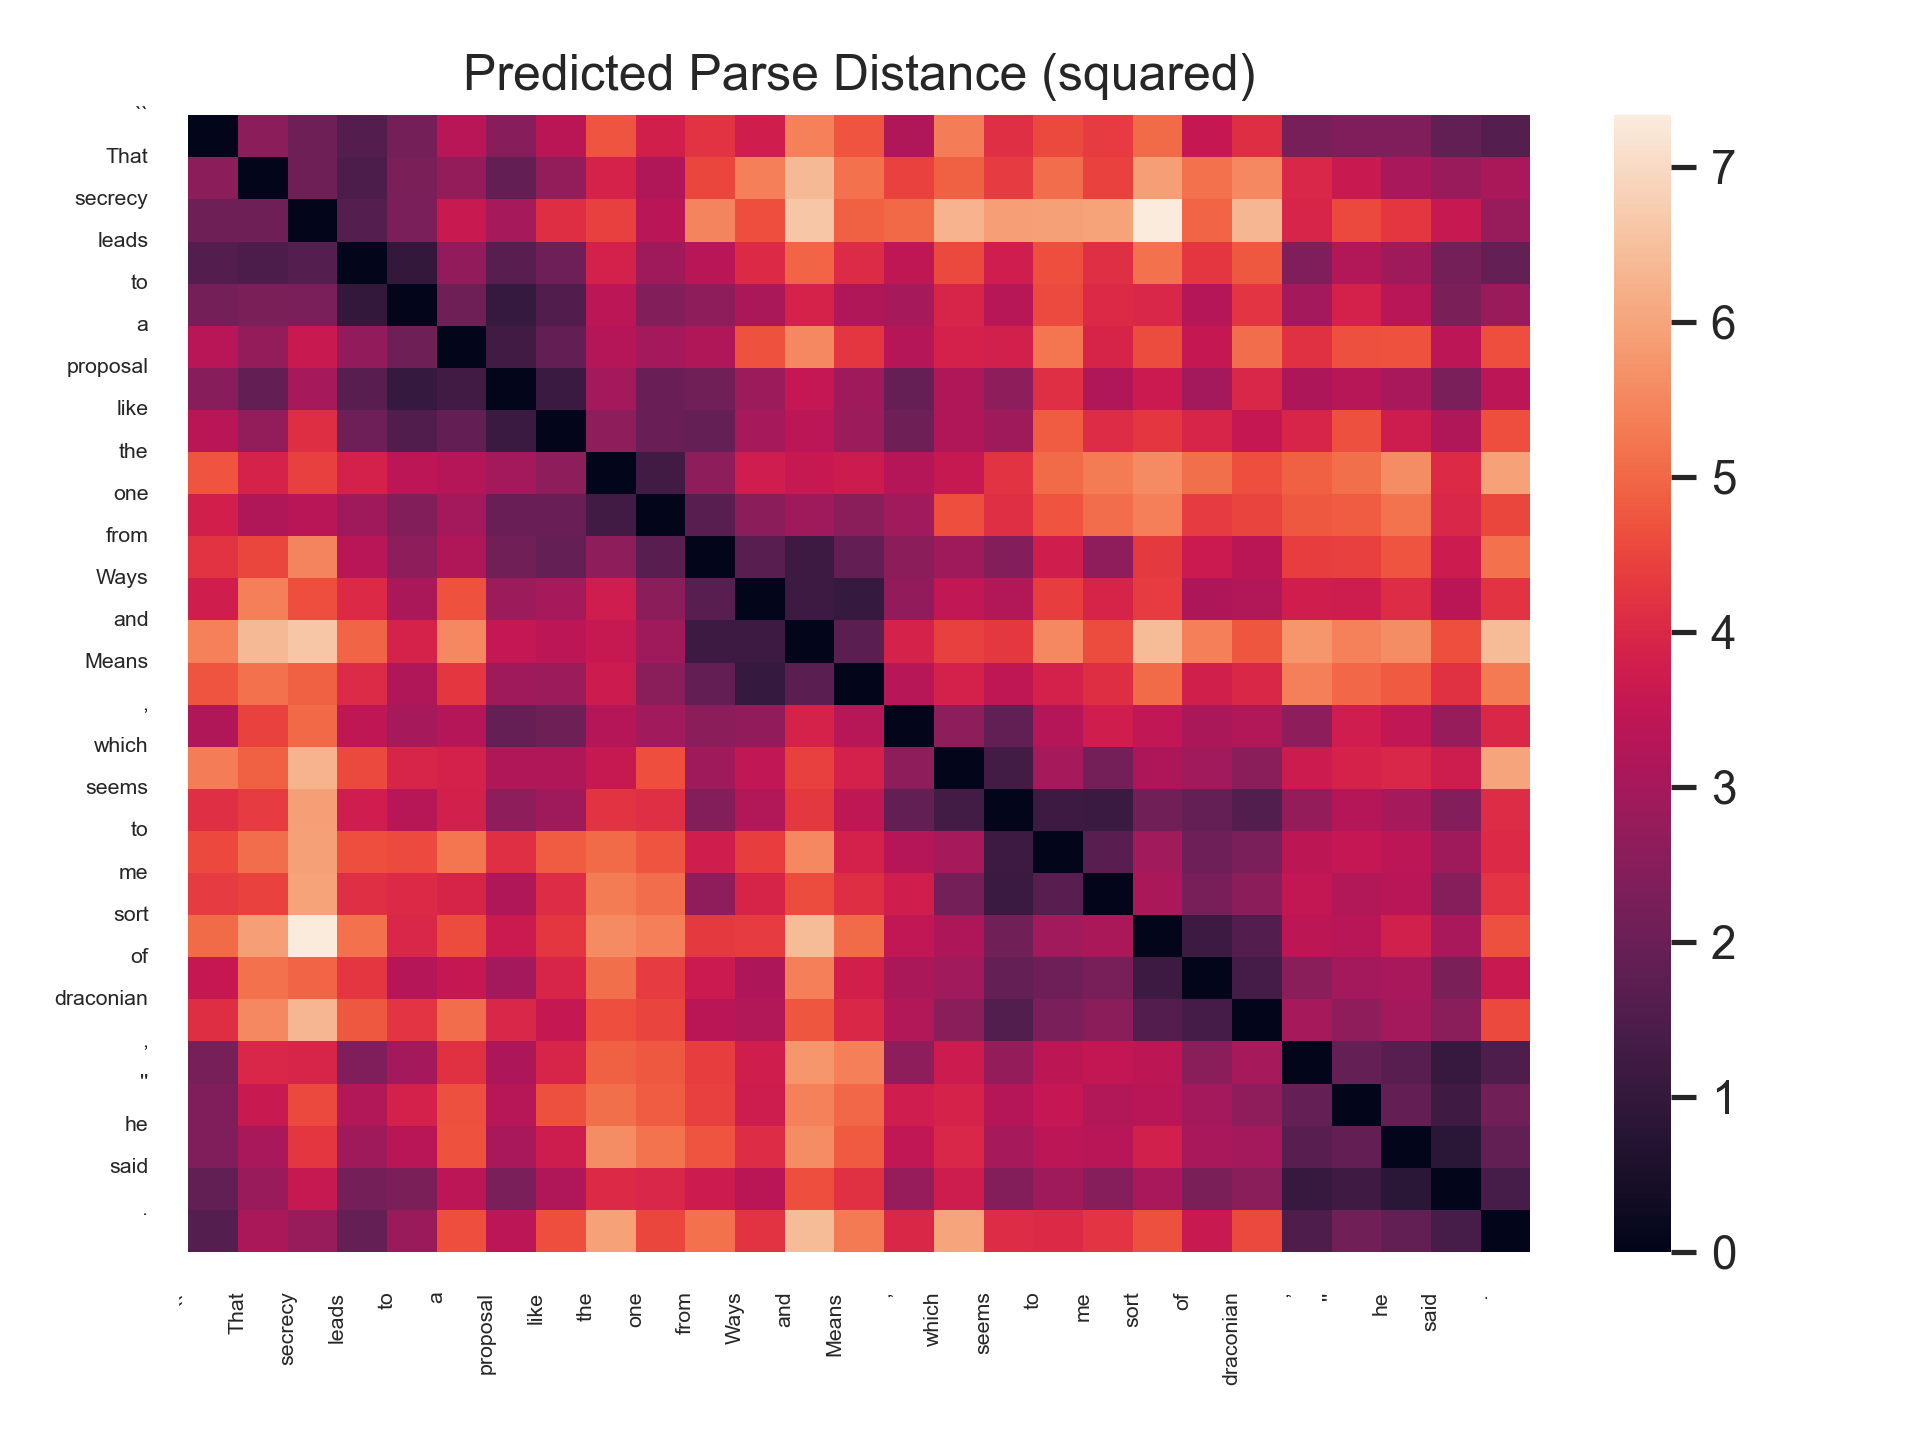 Predicted Parse Distance (squared)
``
That
secrecy
leads
to
a
proposal
like
the
one
from
Ways
and
Means
,
which
seems
to
me
sort
of
draconian
,
''
he
said
.
7
6
5
4
3
2
1
0
`` That secrecy leads to a proposal like the one from Ways and Means , which seems to me sort of draconian , '' he said .